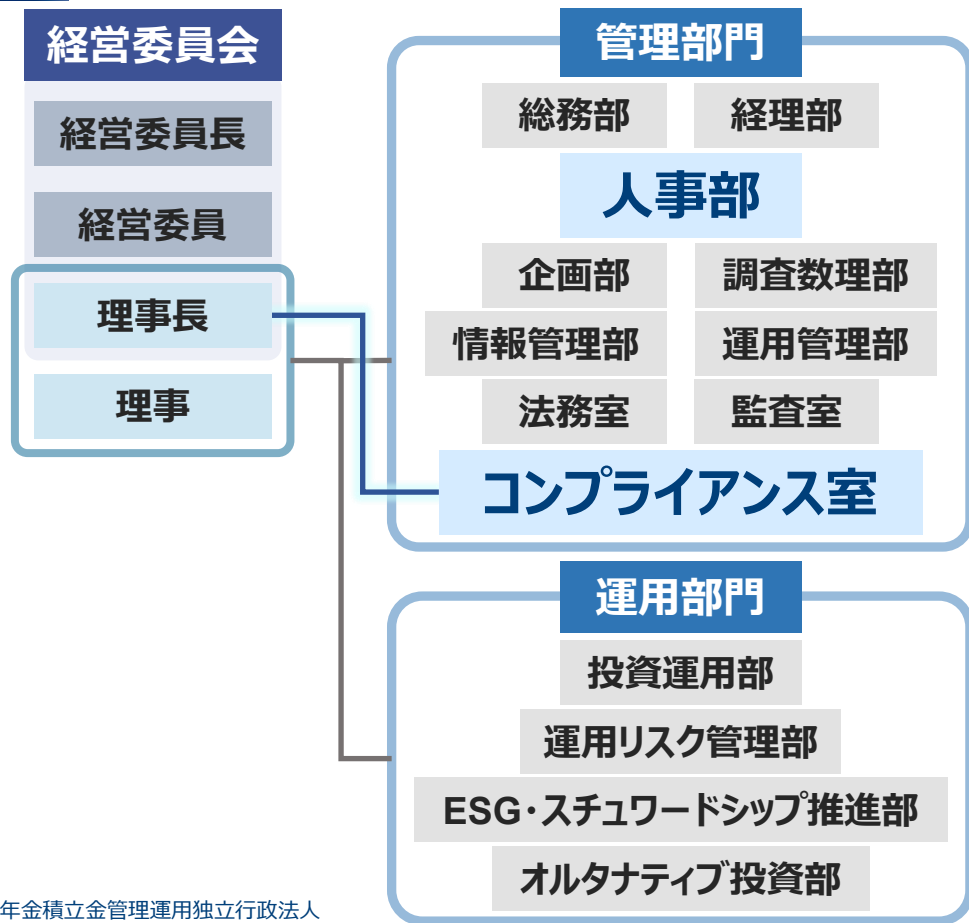 経営委員会
経営委員長
経営委員
理事長
理事
管理部門
総務部 経理部
人事部
企画部 調査数理部
情報管理部 運用管理部
法務室 監査室
コンプライアンス室
運用部門
投資運用部
運用リスク管理部
ESG・スチュワードシップ推進部
オルタナティブ投資部
年金積立金管理運用独立行政法人